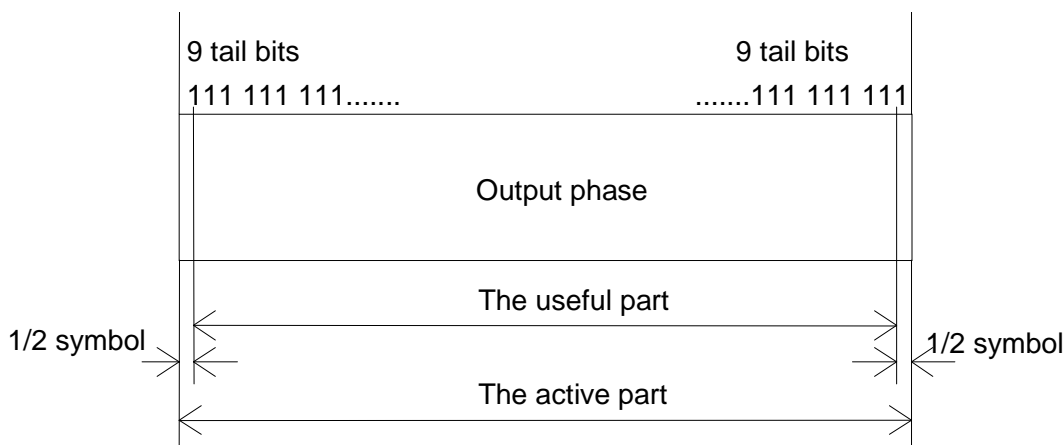 9 tail bits 9 tail bits
111 111 111....... .......111 111 111
Output phase
The useful part
1/2 symbol 1/2 symbol
The active part